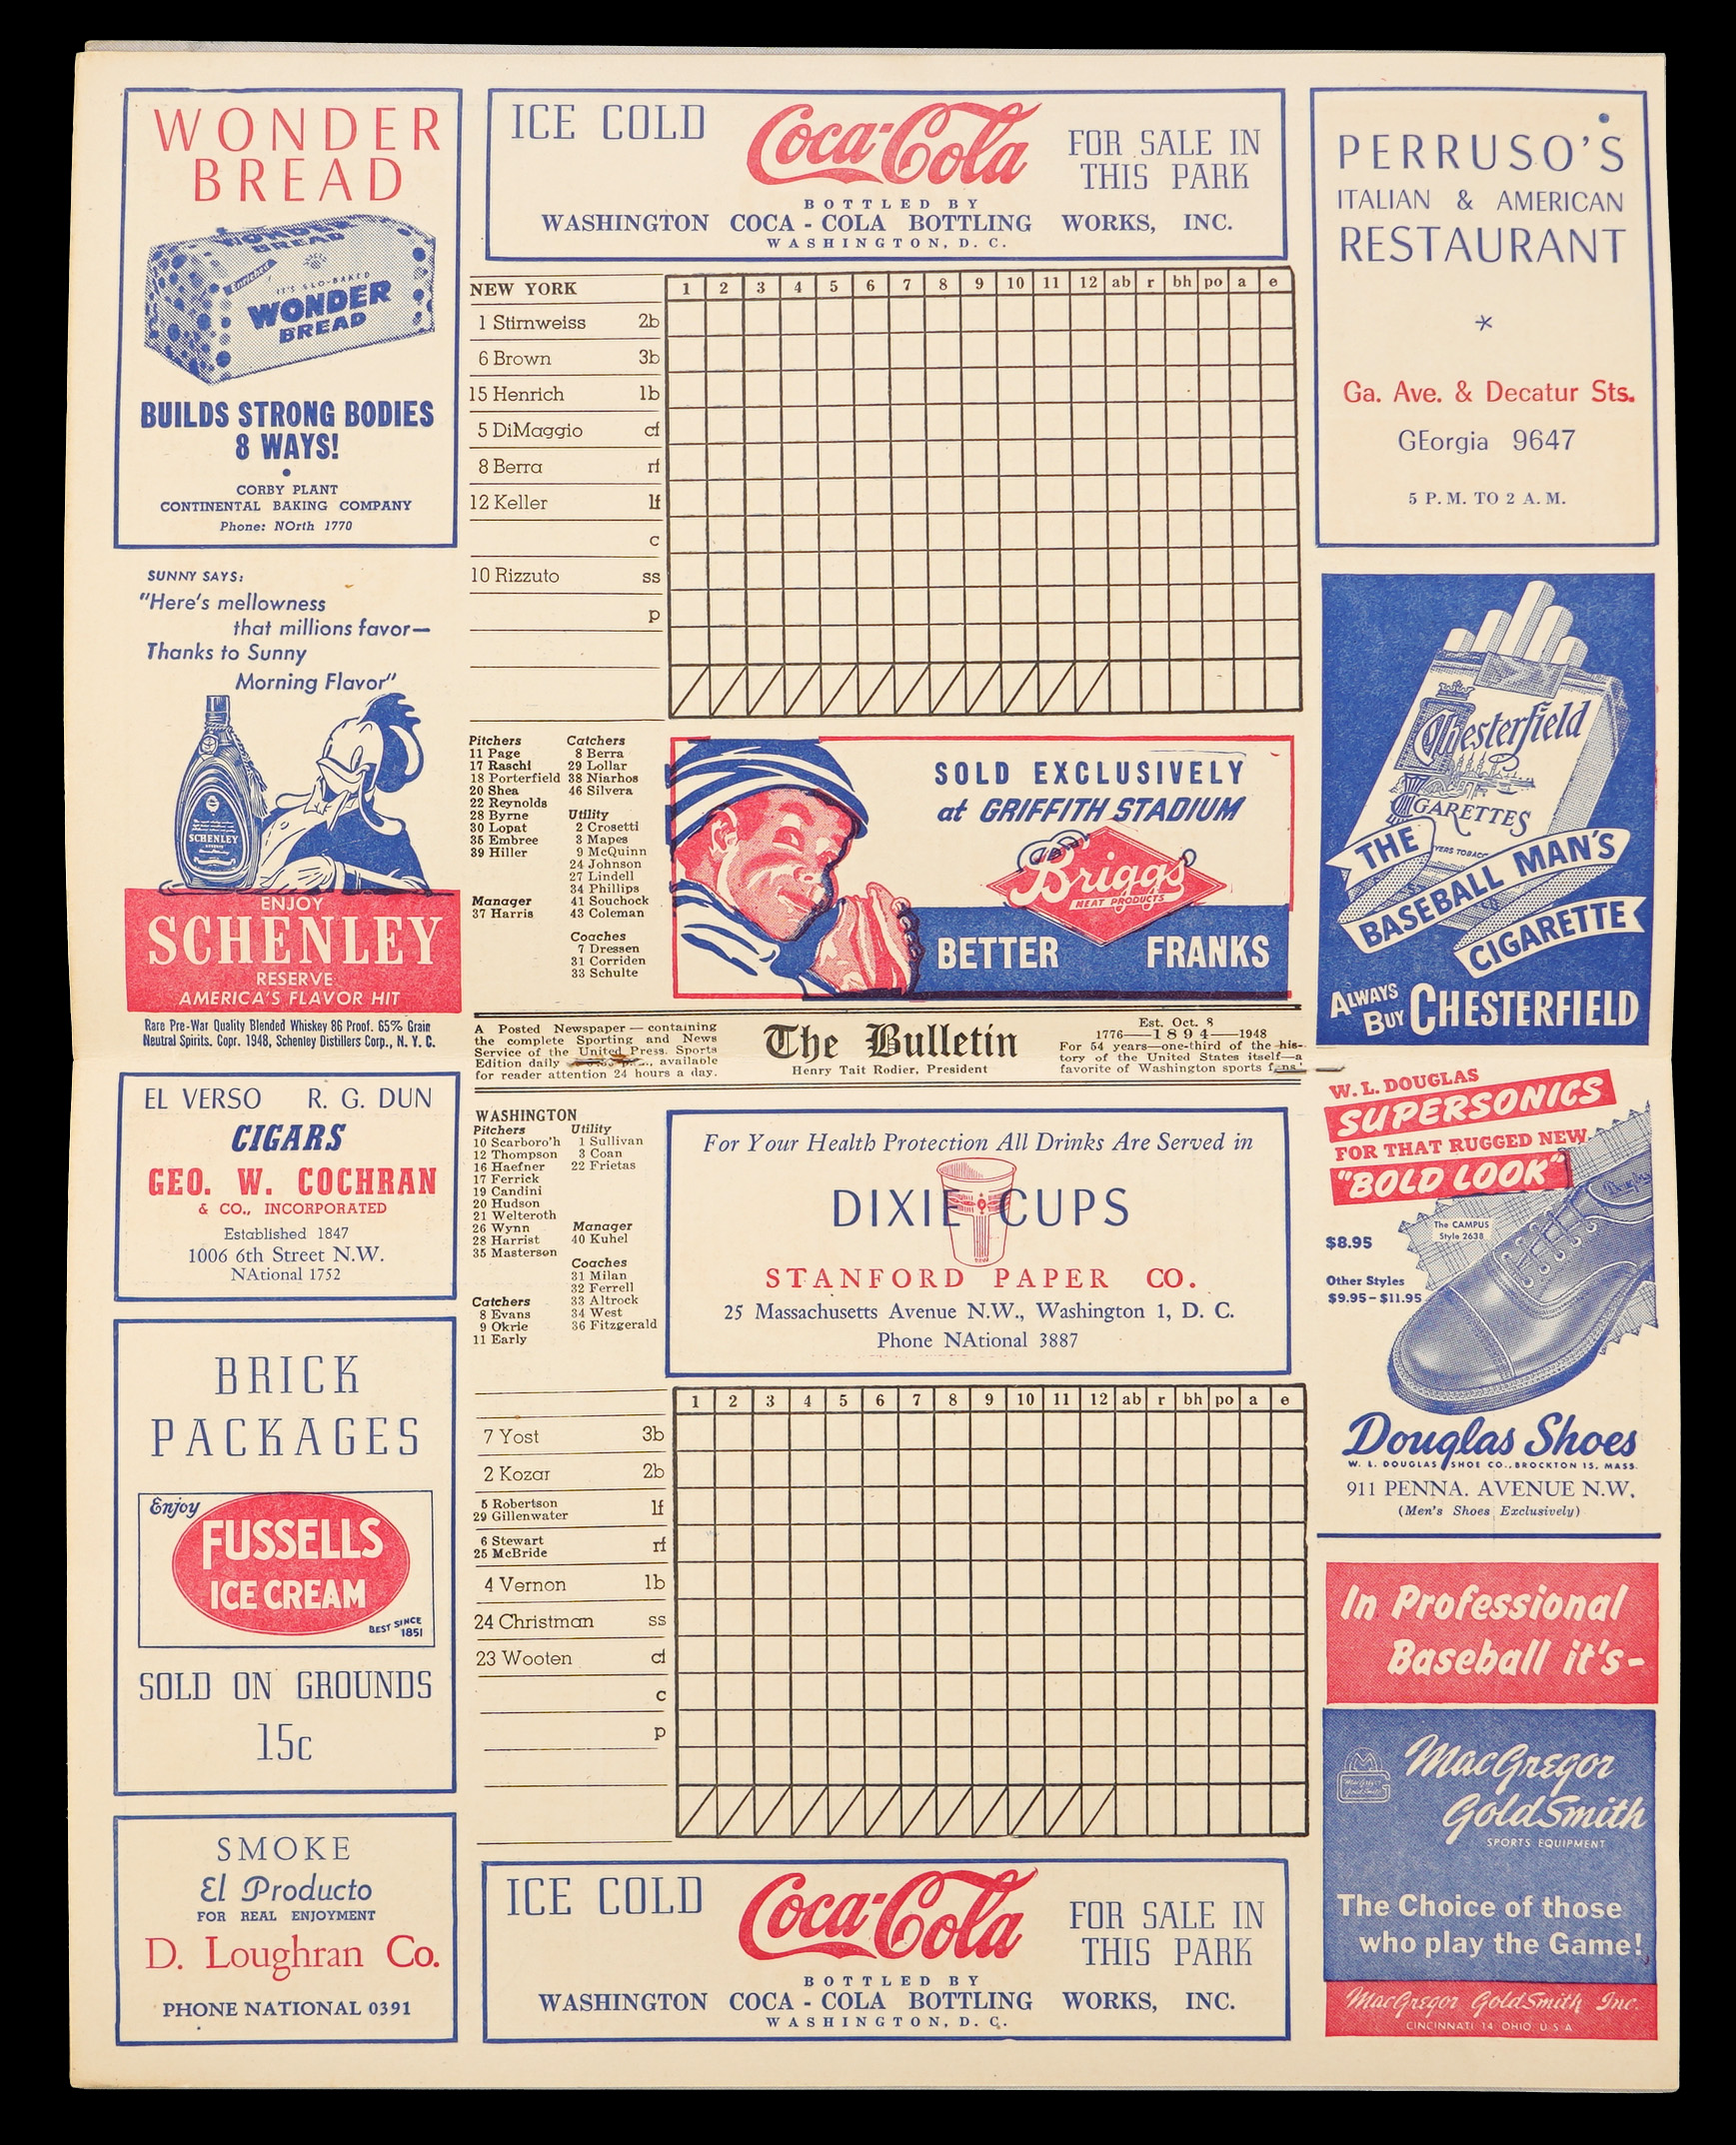 WONDER
BREAD
WONDER
BREAD
Enriched
IT'S SLO-BAKED
WONDER
BREAD
BUILDS STRONG BODIES
8 WAYS!
CORBY PLANT
CONTINENTAL BAKING COMPANY
Phone: NOrth 1770
SUNNY SAYS:
"Here's mellowness
that millions favor—
Thanks to Sunny
Morning Flavor"
SCHENLEY
ENJOY
SCHENLEY
RESERVE
AMERICA'S FLAVOR HIT
Rare Pre-War Quality Blended Whiskey 86 Proof. 65% Grain
Neutral Spirits. Copr. 1948, Schenley Distillers Corp., N. Y. C.
EL VERSO R. G. DUN
CIGARS
GEO. W. COCHRAN
& CO., INCORPORATED
Established 1847
1006 6th Street N.W.
NAtional 1752
BRICK
PACKAGES
Enjoy
FUSSELLS
ICE CREAM
BEST SINCE
1851
SOLD ON GROUNDS
15c
SMOKE
El Producto
FOR REAL ENJOYMENT
D. Loughran Co.
PHONE NATIONAL 0391
ICE COLD Coca-Cola FOR SALE IN
THIS PARK
BOTTLED BY
WASHINGTON COCA-COLA BOTTLING WORKS, INC.
WASHINGTON, D. C.
NEW YORK 1 2 3 4 5 6 7 8 9 10 11 12 ab r bh po a e
1 Stirnweiss 2b
6 Brown 3b
15 Henrich 1b
5 DiMaggio cf
8 Berra rf
12 Keller lf
c
10 Rizzuto ss
p
Pitchers
11 Page
17 Raschi
18 Porterfield
20 Shea
22 Reynolds
28 Byrne
30 Lopat
35 Embree
39 Hiller
Manager
37 Harris
Catchers
8 Berra
29 Lollar
38 Niarhos
46 Silvera
Utility
2 Crosetti
3 Mapes
9 McQuinn
24 Johnson
27 Lindell
34 Phillips
41 Souchock
43 Coleman
Coaches
7 Dressen
31 Corriden
33 Schulte
SOLD EXCLUSIVELY
at GRIFFITH STADIUM
Briggs
MEAT PRODUCTS
BETTER FRANKS
A Posted Newspaper — containing
the complete Sporting and News
Service of the United Press. Sports
Edition daily available
for reader attention 24 hours a day.
The Bulletin
Henry Tait Rodier, President
Est. Oct. 8
1776—1894—1948
For 54 years—one-third of the his-
tory of the United States itself—a
favorite of Washington sports fans.
WASHINGTON
Pitchers
10 Scarboro'h
12 Thompson
16 Haefner
17 Ferrick
19 Candini
20 Hudson
21 Welteroth
26 Wynn
28 Harrist
35 Masterson
Catchers
8 Evans
9 Okrie
11 Early
Utility
1 Sullivan
3 Coan
22 Frietas
Manager
40 Kuhel
Coaches
31 Milan
32 Ferrell
33 Altrock
34 West
36 Fitzgerald
For Your Health Protection All Drinks Are Served in
DIXIE CUPS
STANFORD PAPER CO.
25 Massachusetts Avenue N.W., Washington 1, D. C.
Phone NAtional 3887
1 2 3 4 5 6 7 8 9 10 11 12 ab r bh po a e
7 Yost 3b
2 Kozar 2b
5 Robertson
29 Gillenwater lf
6 Stewart
25 McBride rf
4 Vernon 1b
24 Christman ss
23 Wooten cf
c
p
ICE COLD Coca-Cola FOR SALE IN
THIS PARK
BOTTLED BY
WASHINGTON COCA-COLA BOTTLING WORKS, INC.
WASHINGTON, D. C.
PERRUSO'S
ITALIAN & AMERICAN
RESTAURANT
*
Ga. Ave. & Decatur Sts.
GEorgia 9647
5 P.M. TO 2 A.M.
Chesterfield
CIGARETTES
THE
BASEBALL MAN'S
CIGARETTE
ALWAYS
BUY CHESTERFIELD
W. L. DOUGLAS
SUPERSONICS
FOR THAT RUGGED NEW
"BOLD LOOK"
The CAMPUS
Style 2638
$8.95
Other Styles
$9.95-$11.95
Douglas Shoes
W. L. DOUGLAS SHOE CO., BROCKTON 15, MASS.
911 PENNA. AVENUE N.W.
(Men's Shoes Exclusively)
In Professional
Baseball it's-
MacGregor
GoldSmith
SPORTS EQUIPMENT
The Choice of those
who play the Game!
MacGregor GoldSmith Inc.
CINCINNATI 14 OHIO, U.S.A.